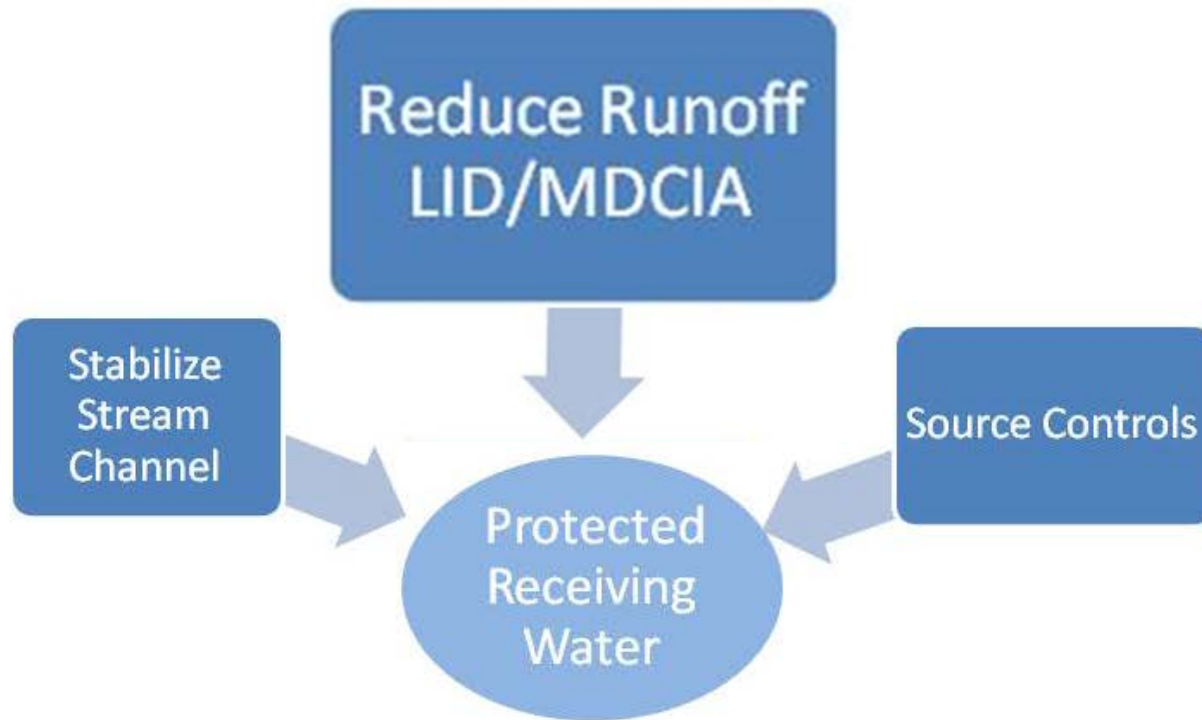 Reduce Runoff
LID/MDCIA
Stabilize
Stream
Channel
Source Controls
Protected
Receiving
Water